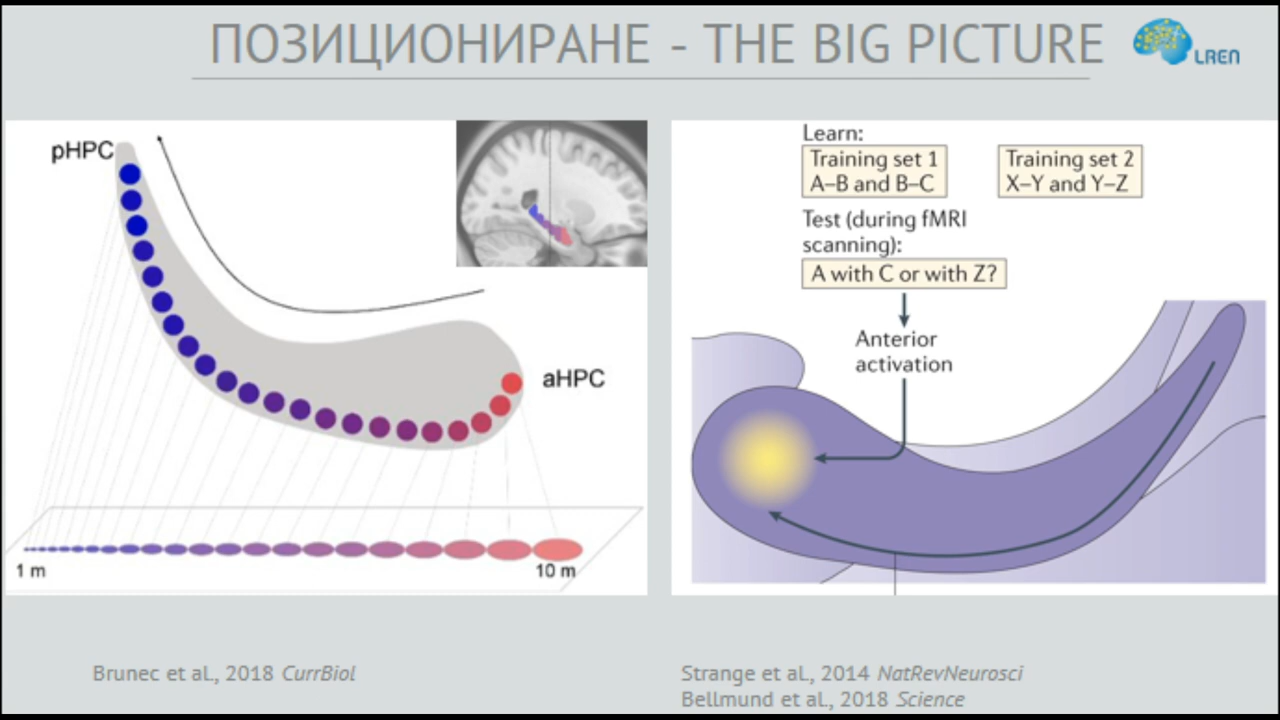 ПОЗИЦИОНИРАНЕ - THE BIG PICTURE
LREN
pHPC
aHPC
1 m
10 m
Learn:
Training set 1
A–B and B–C
Training set 2
X–Y and Y–Z
Test (during fMRI
scanning):
A with C or with Z?
Anterior
activation
Brunec et al., 2018 CurrBiol
Strange et al., 2014 NatRevNeurosci
Bellmund et al., 2018 Science